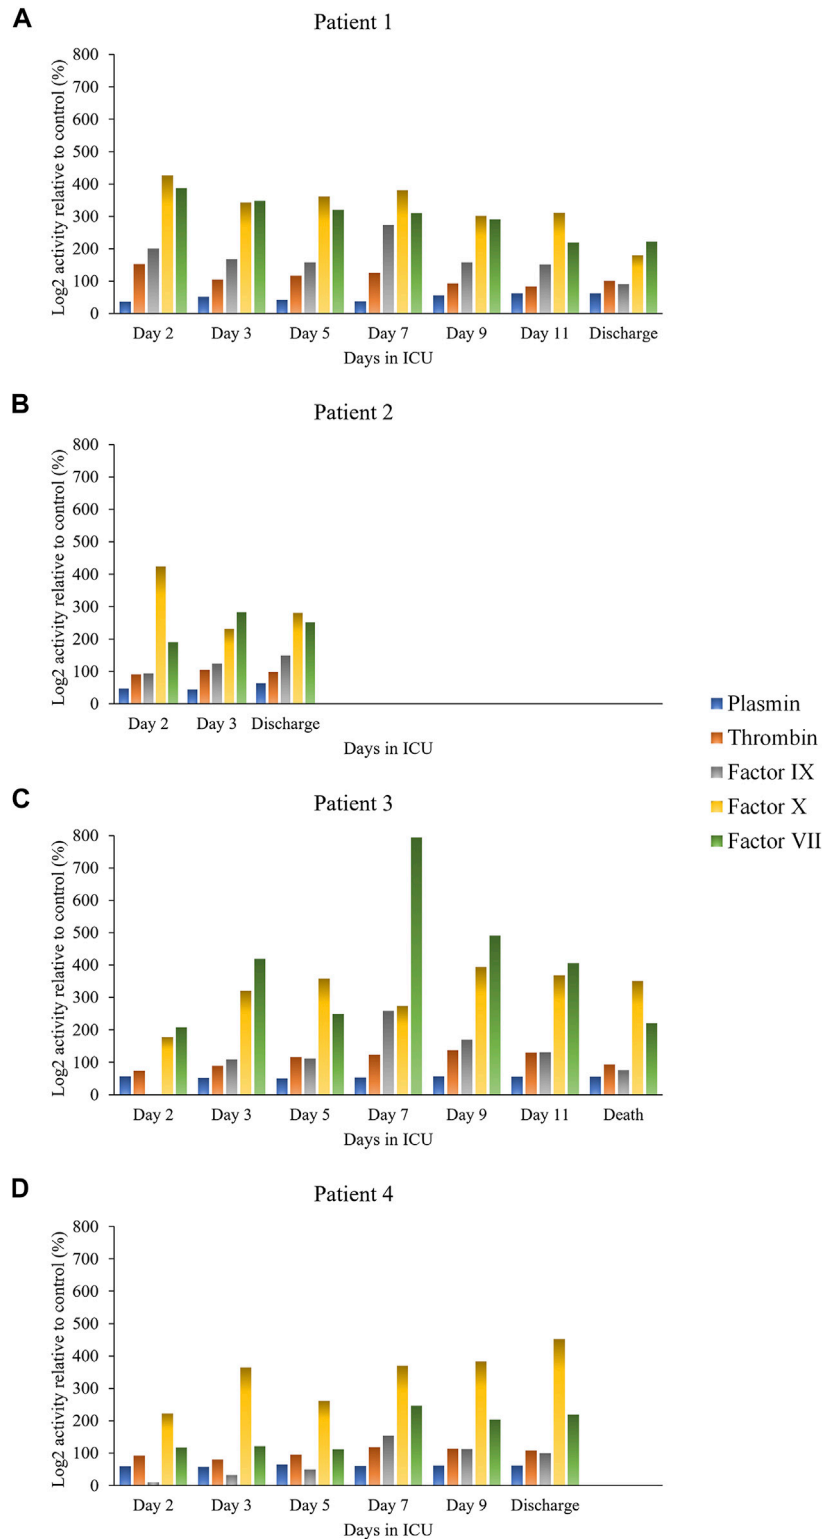 A
Patient 1
Log2 activity relative to control (%)
800
700
600
500
400
300
200
100
0
Day 2 Day 3 Day 5 Day 7 Day 9 Day 11 Discharge
Days in ICU
B
Patient 2
Log2 activity relative to control (%)
800
700
600
500
400
300
200
100
0
Day 2 Day 3 Discharge
Days in ICU
Plasmin
Thrombin
Factor IX
Factor X
Factor VII
C
Patient 3
Log2 activity relative to control (%)
800
700
600
500
400
300
200
100
0
Day 2 Day 3 Day 5 Day 7 Day 9 Day 11 Death
Days in ICU
D
Patient 4
Log2 activity relative to control (%)
800
700
600
500
400
300
200
100
0
Day 2 Day 3 Day 5 Day 7 Day 9 Discharge
Days in ICU